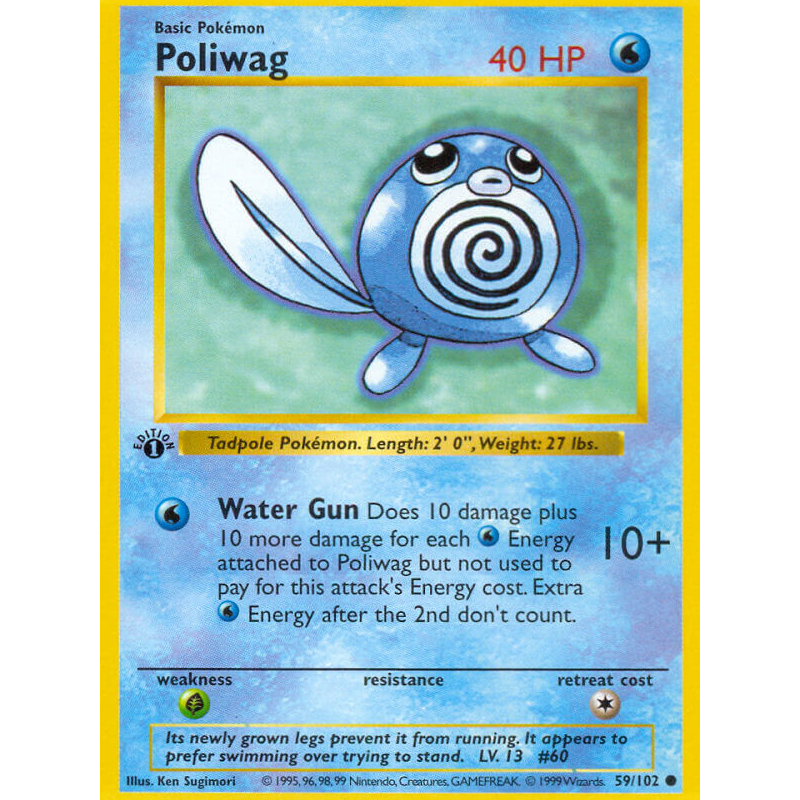 Basic Pokémon
Poliwag
40 HP
EDITION
1
Tadpole Pokémon. Length: 2' 0", Weight: 27 lbs.
Water Gun Does 10 damage plus
10 more damage for each Energy
attached to Poliwag but not used to
pay for this attack's Energy cost. Extra
Energy after the 2nd don't count.
10+
weakness resistance retreat cost
Its newly grown legs prevent it from running. It appears to
prefer swimming over trying to stand. LV. 13 #60
Illus. Ken Sugimori © 1995, 96, 98, 99 Nintendo, Creatures, GAMEFREAK. © 1999 Wizards. 59/102